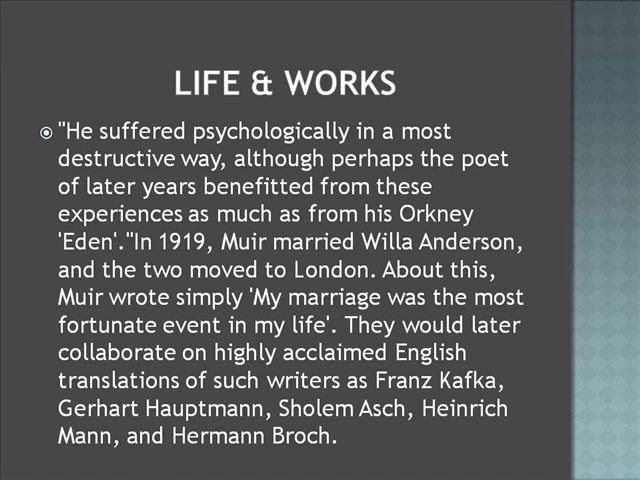 LIFE & WORKS
"He suffered psychologically in a most
destructive way, although perhaps the poet
of later years benefitted from these
experiences as much as from his Orkney
'Eden'."In 1919, Muir married Willa Anderson,
and the two moved to London. About this,
Muir wrote simply 'My marriage was the most
fortunate event in my life'. They would later
collaborate on highly acclaimed English
translations of such writers as Franz Kafka,
Gerhart Hauptmann, Sholem Asch, Heinrich
Mann, and Hermann Broch.